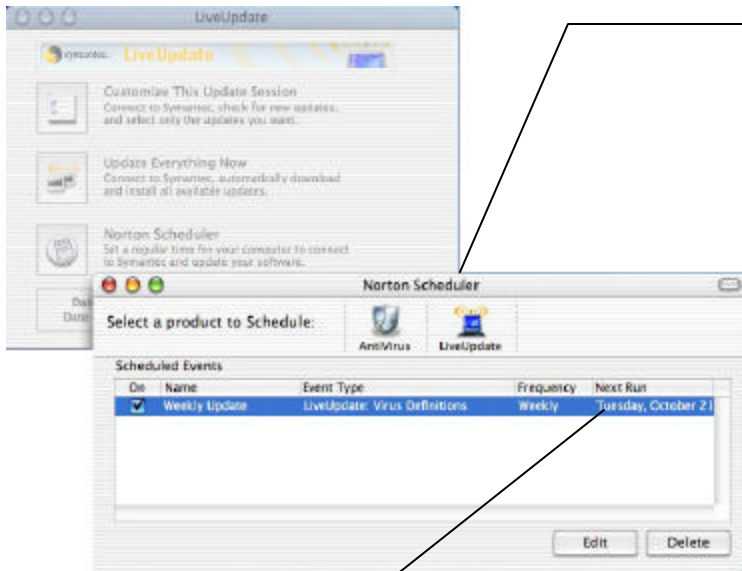 LiveUpdate
symantec. LiveUpdate
Customize This Update Session
Connect to Symantec, check for new updates,
and select only the updates you want.
Update Everything Now
Connect to Symantec, automatically download
and install all available updates.
Norton Scheduler
Set a regular time for your computer to connect
to Symantec and update your software.
Norton Scheduler
Select a product to Schedule:
AntiVirus LiveUpdate
Scheduled Events
On Name Event Type Frequency Next Run
Weekly Update LiveUpdate: Virus Definitions Weekly Tuesday, October 21
Edit Delete